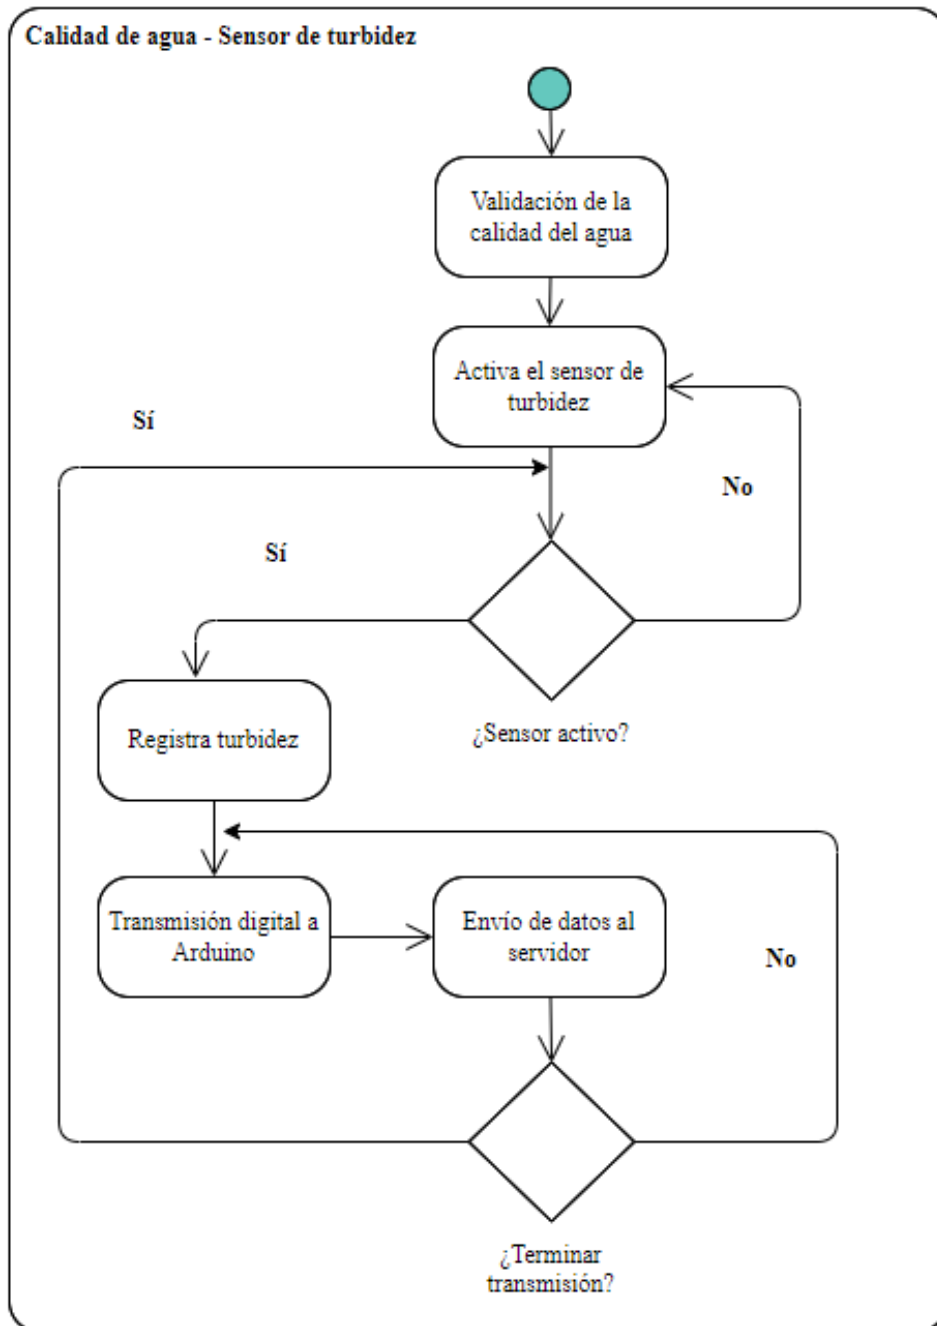 Calidad de agua - Sensor de turbidez
Validación de la
calidad del agua
Activa el sensor de
turbidez
Sí
No
Sí
¿Sensor activo?
Registra turbidez
Transmisión digital a
Arduino
Envío de datos al
servidor
No
¿Terminar
transmisión?